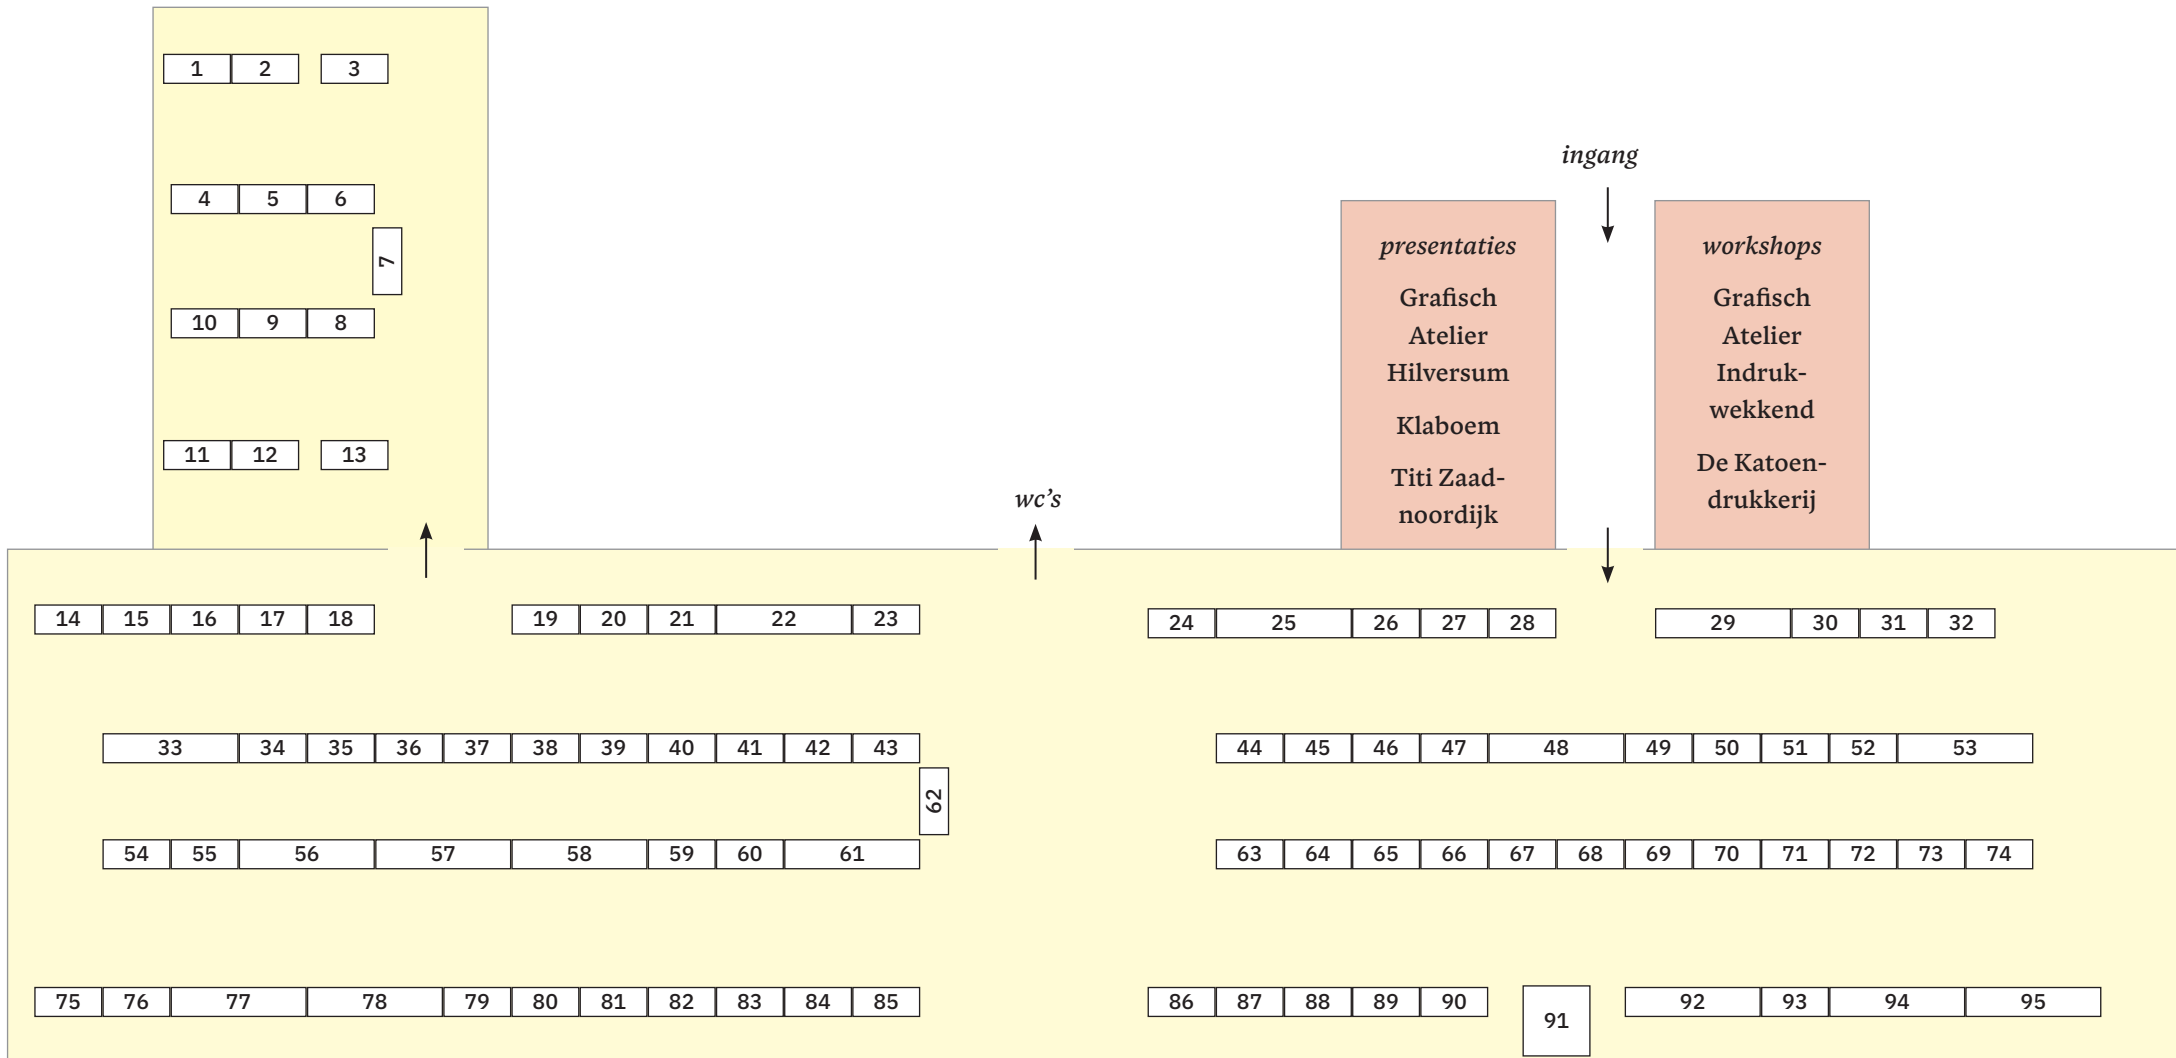 1 2 3
4 5 6
7
10 9 8
11 12 13
wc's
ingang
presentaties
Grafisch
Atelier
Hilversum
Klaboem
Titi Zaad-
noordijk
workshops
Grafisch
Atelier
Indruk-
wekkend
De Katoen-
drukkerij
14 15 16 17 18 19 20 21 22 23 24 25 26 27 28 29 30 31 32
33 34 35 36 37 38 39 40 41 42 43 44 45 46 47 48 49 50 51 52 53
62
54 55 56 57 58 59 60 61 63 64 65 66 67 68 69 70 71 72 73 74
75 76 77 78 79 80 81 82 83 84 85 86 87 88 89 90 91 92 93 94 95